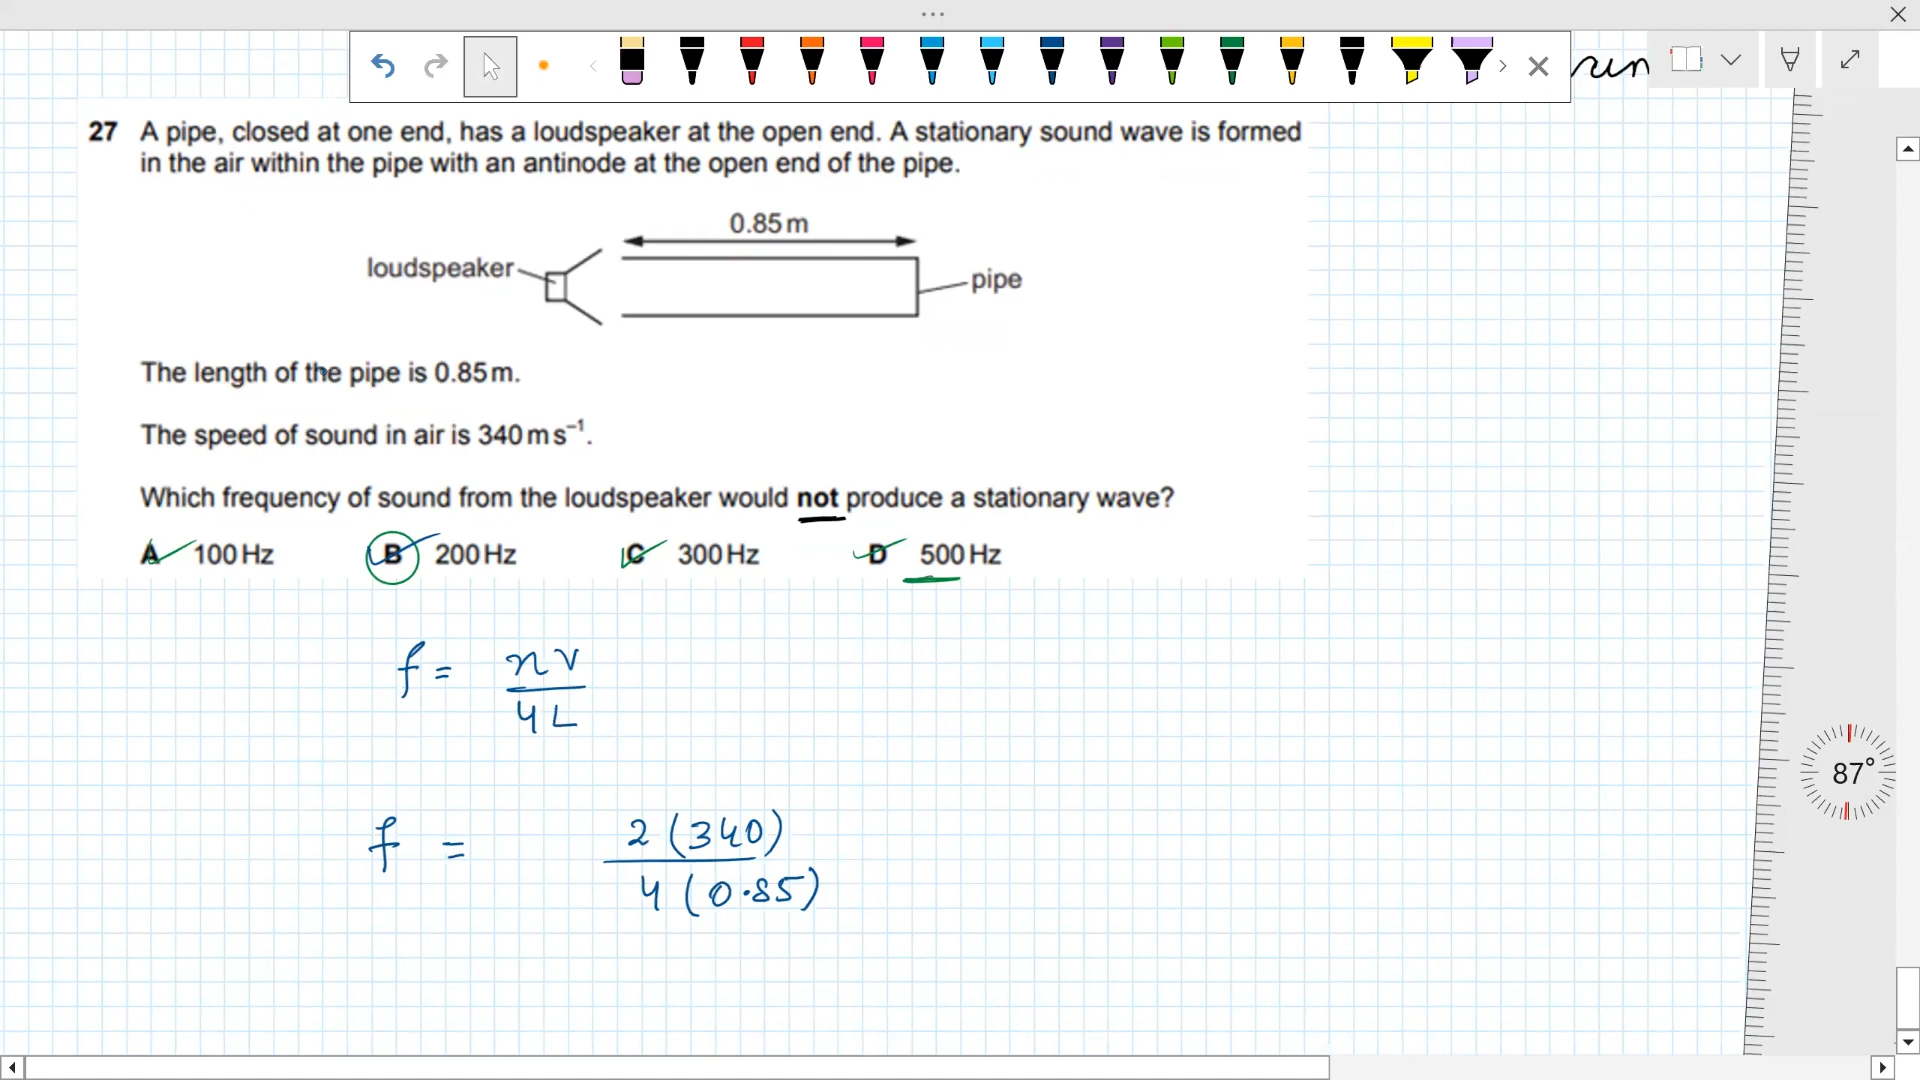 run
27 A pipe, closed at one end, has a loudspeaker at the open end. A stationary sound wave is formed
in the air within the pipe with an antinode at the open end of the pipe.
0.85 m
loudspeaker
pipe
The length of the pipe is 0.85 m.
The speed of sound in air is 340 m s⁻¹.
Which frequency of sound from the loudspeaker would not produce a stationary wave?
A 100 Hz B 200 Hz C 300 Hz D 500 Hz
f = nv / 4L
f = 2 (340) / 4 (0.85)
87°